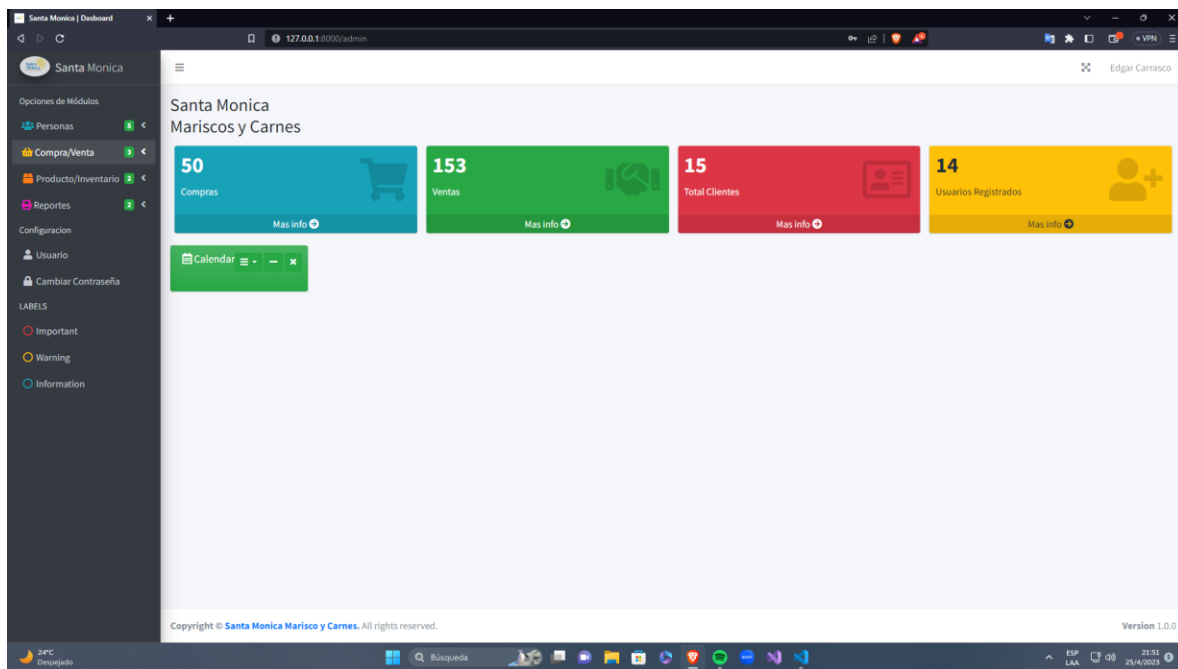 Santa Monica | Dasboard
127.0.0.1:8000/admin
VPN
Santa Monica
Edgar Carrasco
Opciones de Módulos
Personas 5
Compra/Venta 3
Producto/Inventario 2
Reportes 2
Configuracion
Usuario
Cambiar Contraseña
LABELS
Important
Warning
Information
Santa Monica
Mariscos y Carnes
50
Compras
Mas info
153
Ventas
Mas info
15
Total Clientes
Mas info
14
Usuarios Registrados
Mas info
Calendar
Copyright © Santa Monica Marisco y Carnes. All rights reserved.
Version 1.0.0
24°C
Despejado
Búsqueda
ESP
LAA
21:51
25/4/2023